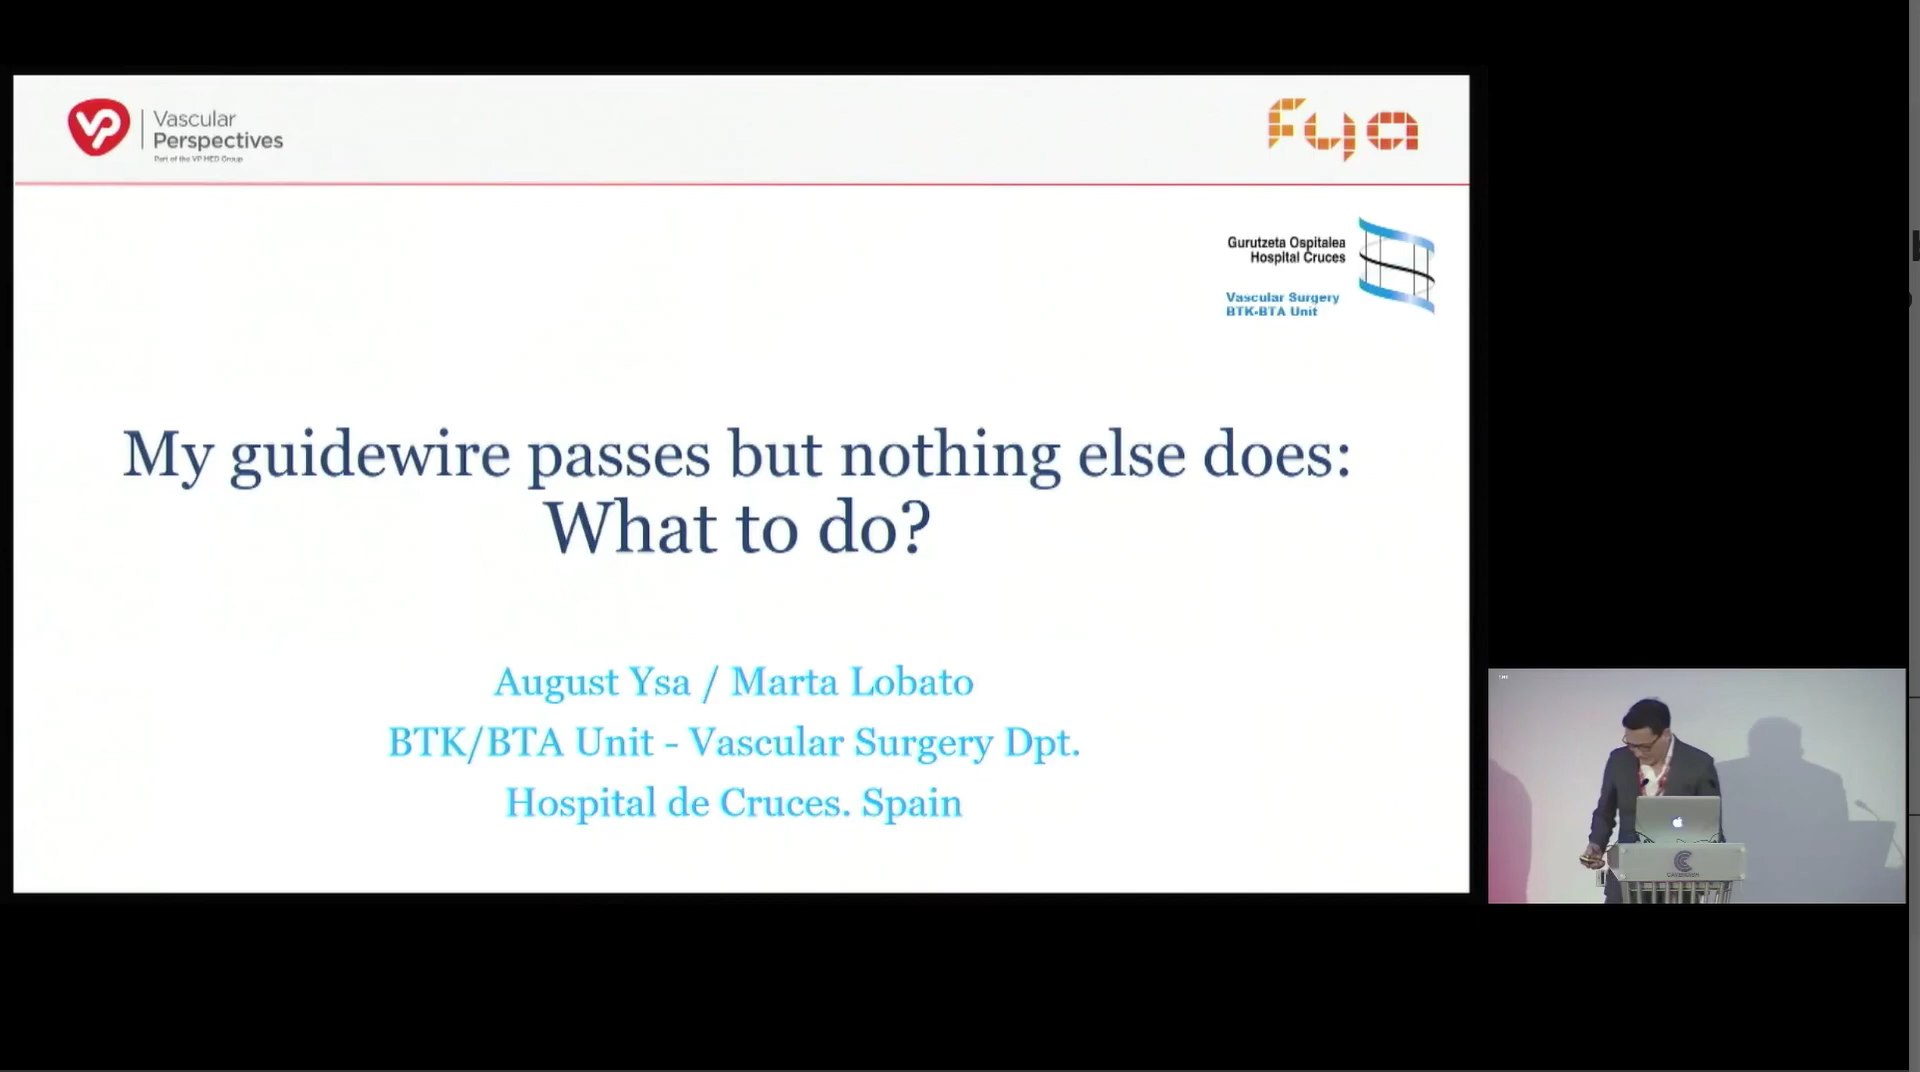 Vascular
Perspectives
Part of the VP MED Group
Fya
Gurutzeta Ospitalea
Hospital Cruces
Vascular Surgery
BTK-BTA Unit
My guidewire passes but nothing else does:
What to do?
August Ysa / Marta Lobato
BTK/BTA Unit - Vascular Surgery Dpt.
Hospital de Cruces. Spain